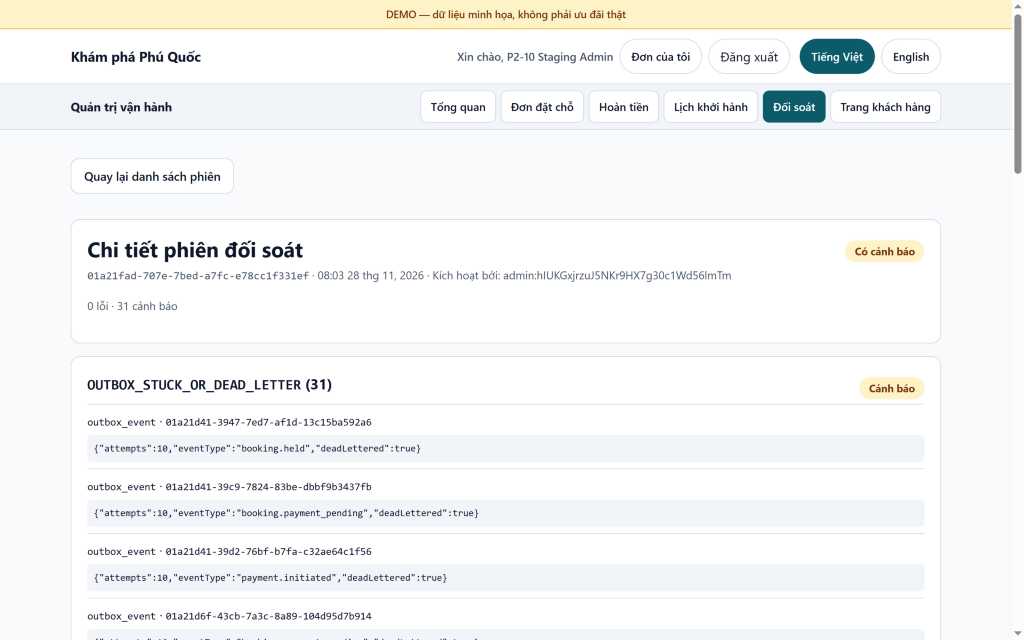 DEMO — dữ liệu minh họa, không phải ưu đãi thật
Khám phá Phú Quốc
Xin chào, P2-10 Staging Admin
Đơn của tôi
Đăng xuất
Tiếng Việt
English
Quản trị vận hành
Tổng quan
Đơn đặt chỗ
Hoàn tiền
Lịch khởi hành
Đối soát
Trang khách hàng
Quay lại danh sách phiên
Chi tiết phiên đối soát
Có cảnh báo
01a21fad-707e-7bed-a7fc-e78cc1f331ef · 08:03 28 thg 11, 2026 · Kích hoạt bởi: admin:hIUKGxjrzuJ5NKr9HX7g30c1Wd56lmTm
0 lỗi · 31 cảnh báo
OUTBOX_STUCK_OR_DEAD_LETTER (31)
Cảnh báo
outbox_event · 01a21d41-3947-7ed7-af1d-13c15ba592a6
{"attempts":10,"eventType":"booking.held","deadLettered":true}
outbox_event · 01a21d41-39c9-7824-83be-dbbf9b3437fb
{"attempts":10,"eventType":"booking.payment_pending","deadLettered":true}
outbox_event · 01a21d41-39d2-76bf-b7fa-c32ae64c1f56
{"attempts":10,"eventType":"payment.initiated","deadLettered":true}
outbox_event · 01a21d6f-43cb-7a3c-8a89-104d95d7b914